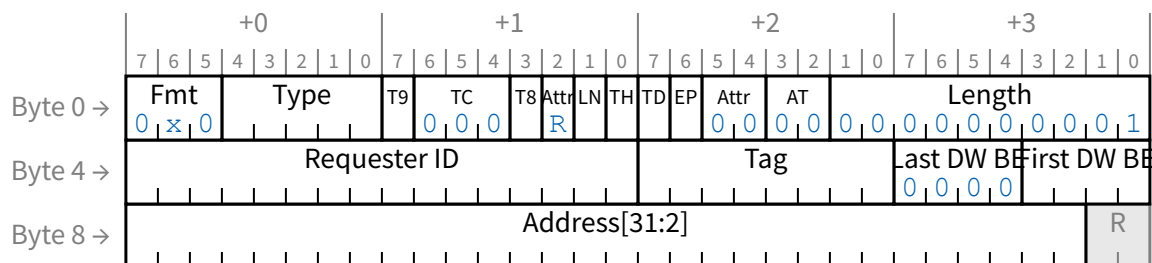 +0 +1 +2 +3
7 6 5 4 3 2 1 0 7 6 5 4 3 2 1 0 7 6 5 4 3 2 1 0 7 6 5 4 3 2 1 0
Byte 0 → Fmt Type T9 TC T8 Attr LN TH TD EP Attr AT Length
0 x 0 0 0 0 R 0 0 0 0 0 0 0 0 0 0 0 0 0 1
Byte 4 → Requester ID Tag Last DW BE First DW BE
0 0 0 0
Byte 8 → Address[31:2] R